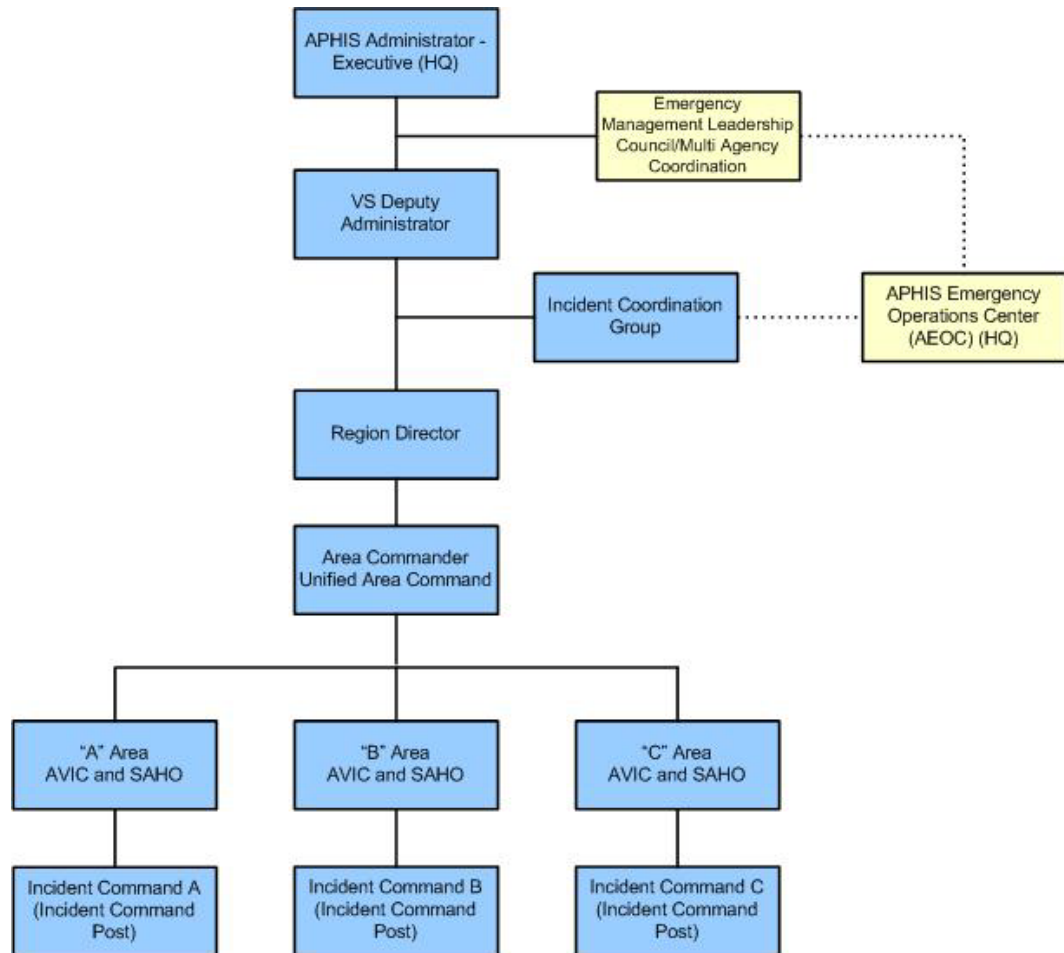 APHIS Administrator -
Executive (HQ)
Emergency
Management Leadership
Council/Multi Agency
Coordination
VS Deputy
Administrator
Incident Coordination
Group
APHIS Emergency
Operations Center
(AEOC) (HQ)
Region Director
Area Commander
Unified Area Command
“A” Area
AVIC and SAHO
“B” Area
AVIC and SAHO
“C” Area
AVIC and SAHO
Incident Command A
(Incident Command
Post)
Incident Command B
(Incident Command
Post)
Incident Command C
(Incident Command
Post)